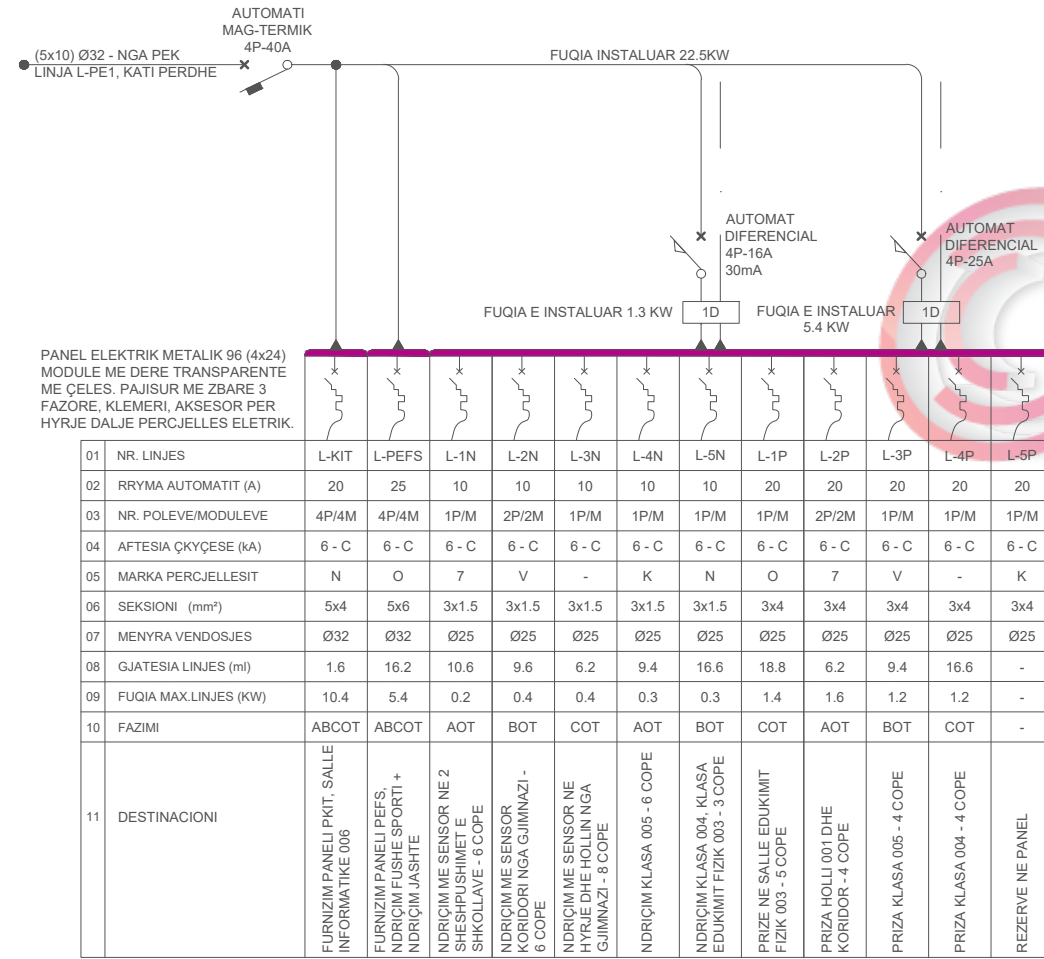 AUTOMATI
MAG-TERMIK
4P-40A
(5x10) Ø32 - NGA PEK
LINJA L-PE1, KATI PERDHE
FUQIA INSTALUAR 22.5KW
AUTOMAT
DIFERENCIAL
4P-16A
30mA
AUTOMAT
DIFERENCIAL
4P-25A
FUQIA E INSTALUAR 1.3 KW
1D
FUQIA E INSTALUAR
5.4 KW
1D
PANEL ELEKTRIK METALIK 96 (4x24)
MODULE ME DERE TRANSPARENTE
ME ÇELES. PAJISUR ME ZBARE 3
FAZORE, KLEMERI, AKSESOR PER
HYRJE DALJE PERCJELLES ELETRIK.
01 NR. LINJES L-KIT L-PEFS L-1N L-2N L-3N L-4N L-5N L-1P L-2P L-3P L-4P L-5P
02 RRYMA AUTOMATIT (A) 20 25 10 10 10 10 10 20 20 20 20 20
03 NR. POLEVE/MODULEVE 4P/4M 4P/4M 1P/M 2P/2M 1P/M 1P/M 1P/M 1P/M 2P/2M 1P/M 1P/M 1P/M
04 AFTESIA ÇKYÇESE (kA) 6 - C 6 - C 6 - C 6 - C 6 - C 6 - C 6 - C 6 - C 6 - C 6 - C 6 - C 6 - C
05 MARKA PERCJELLESIT N O 7 V - K N O 7 V - K
06 SEKSIONI (mm²) 5x4 5x6 3x1.5 3x1.5 3x1.5 3x1.5 3x1.5 3x4 3x4 3x4 3x4 3x4
07 MENYRA VENDOSJES Ø32 Ø32 Ø25 Ø25 Ø25 Ø25 Ø25 Ø25 Ø25 Ø25 Ø25 Ø25
08 GJATESIA LINJES (ml) 1.6 16.2 10.6 9.6 6.2 9.4 16.6 18.8 6.2 9.4 16.6 -
09 FUQIA MAX.LINJES (KW) 10.4 5.4 0.2 0.4 0.4 0.3 0.3 1.4 1.6 1.2 1.2 -
10 FAZIMI ABCOT ABCOT AOT BOT COT AOT BOT COT AOT BOT COT -
11 DESTINACIONI
FURNIZIM PANELI PKIT, SALLE
INFORMATIKE 006
FURNIZIM PANELI PEFS,
NDRIÇIM FUSHE SPORTI +
NDRIÇIM JASHTE
NDRIÇIM ME SENSOR NE 2
SHESHPUSHIMET E
SHKOLLAVE - 6 COPE
NDRIÇIM ME SENSOR
KORIDORI NGA GJIMNAZI -
6 COPE
NDRIÇIM ME SENSOR NE
HYRJE DHE HOLLIN NGA
GJIMNAZI - 8 COPE
NDRIÇIM KLASA 005 - 6 COPE
NDRIÇIM KLASA 004, KLASA
EDUKIMIT FIZIK 003 - 3 COPE
PRIZE NE SALLE EDUKIMIT
FIZIK 003 - 5 COPE
PRIZA HOLLI 001 DHE
KORIDOR - 4 COPE
PRIZA KLASA 005 - 4 COPE
PRIZA KLASA 004 - 4 COPE
REZERVE NE PANEL